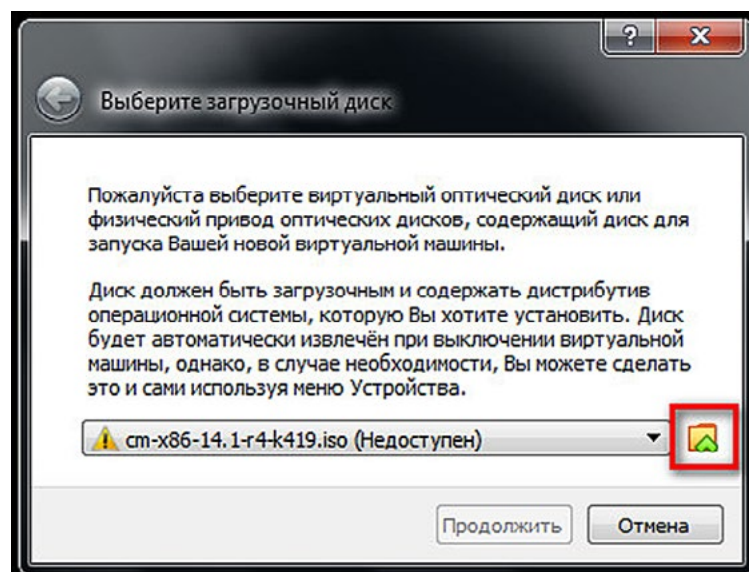 ?
X
Выберите загрузочный диск
Пожалуйста выберите виртуальный оптический диск или
физический привод оптических дисков, содержащий диск для
запуска Вашей новой виртуальной машины.
Диск должен быть загрузочным и содержать дистрибутив
операционной системы, которую Вы хотите установить. Диск
будет автоматически извлечён при выключении виртуальной
машины, однако, в случае необходимости, Вы можете сделать
это и сами используя меню Устройства.
cm-x86-14.1-r4-k419.iso (Недоступен)
Продолжить
Отмена